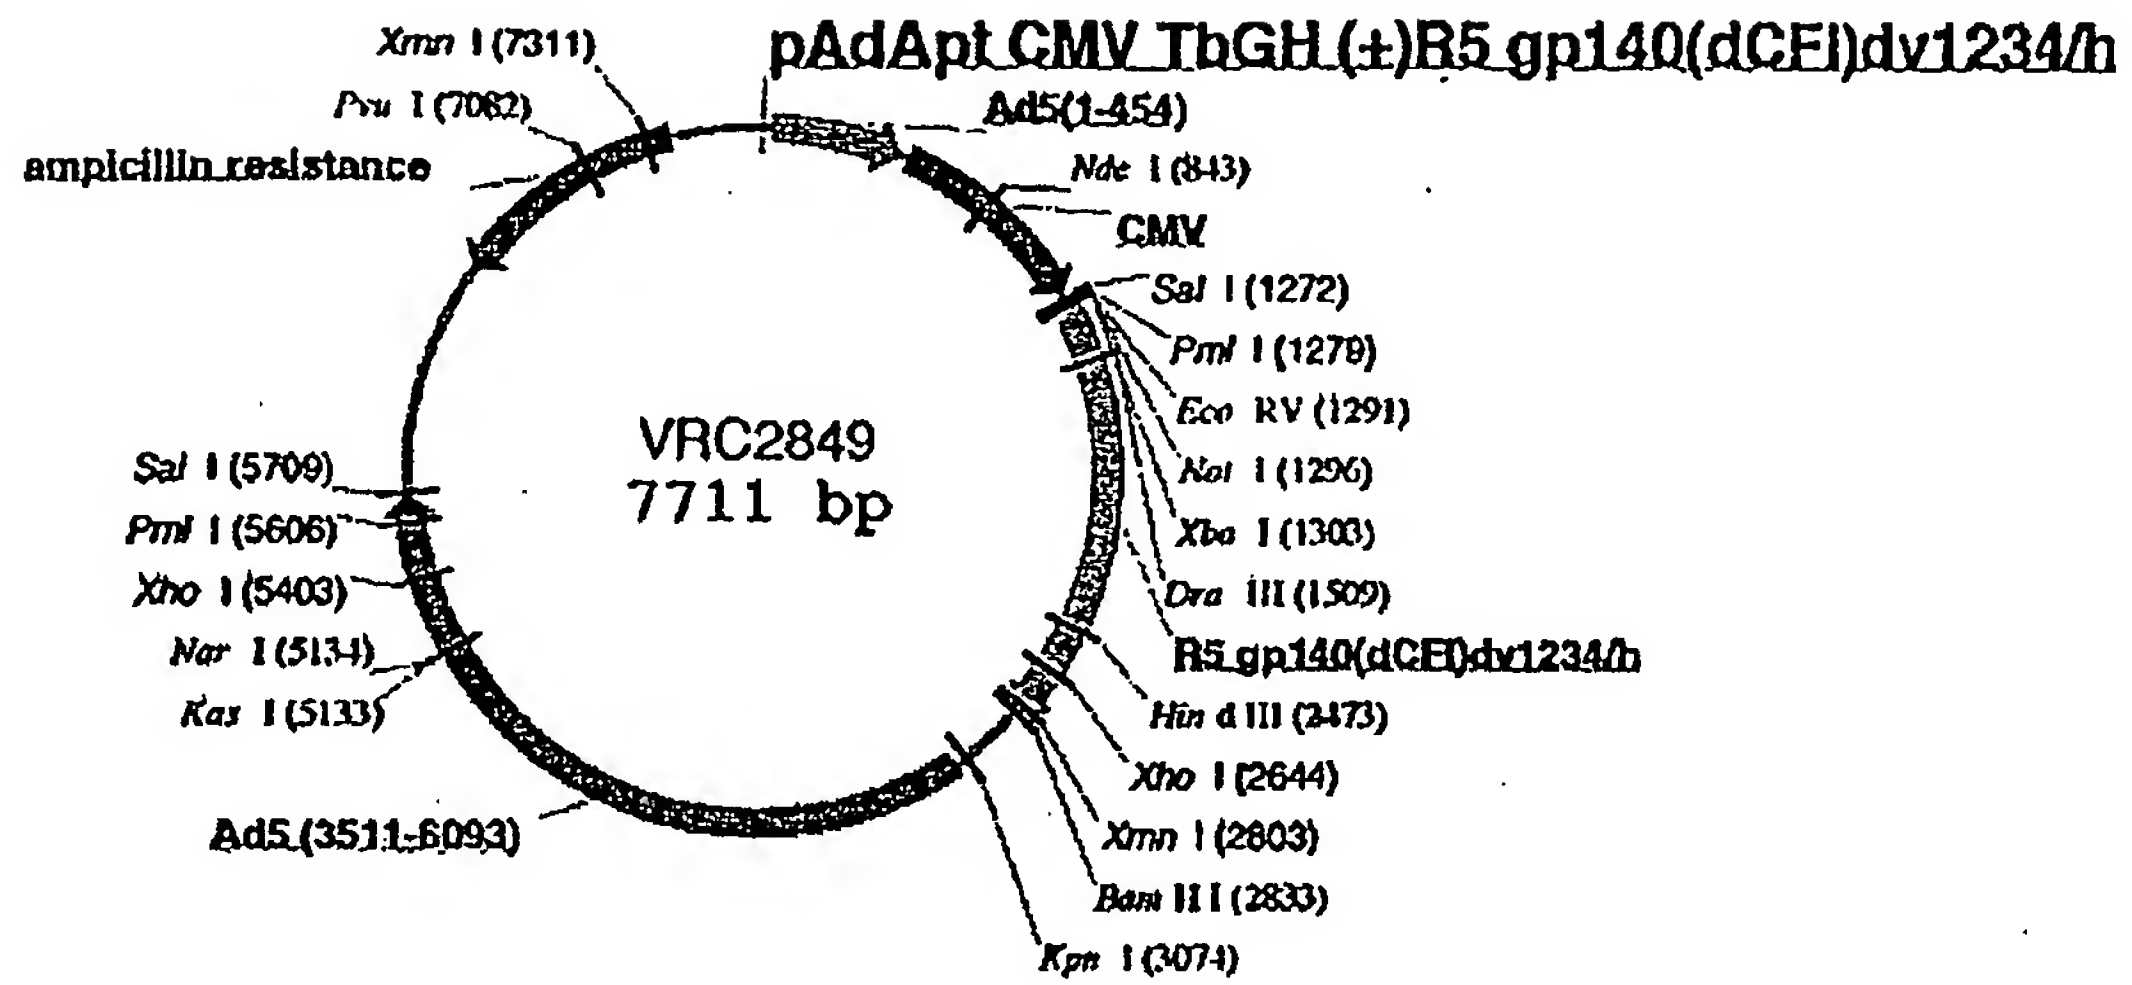 pAdApt CMV TbGH (±)R5 gp140(dCFI)dv1234/h
Xmn I (7311)
Pvu I (7082)
ampicillin resistance
Ad5(1-454)
Nde I (843)
CMV
Sal I (1272)
Pml I (1279)
Eco RV (1291)
Not I (1296)
Xba I (1303)
Dra III (1509)
R5 gp140(dCFI)dv1234/h
Hin d III (2473)
Xho I (2644)
Xmn I (2803)
Bam H I (2833)
Kpn I (3074)
VRC2849
7711 bp
Sal I (5709)
Pml I (5606)
Xho I (5403)
Nar I (5134)
Kas I (5133)
Ad5 (3511-6093)